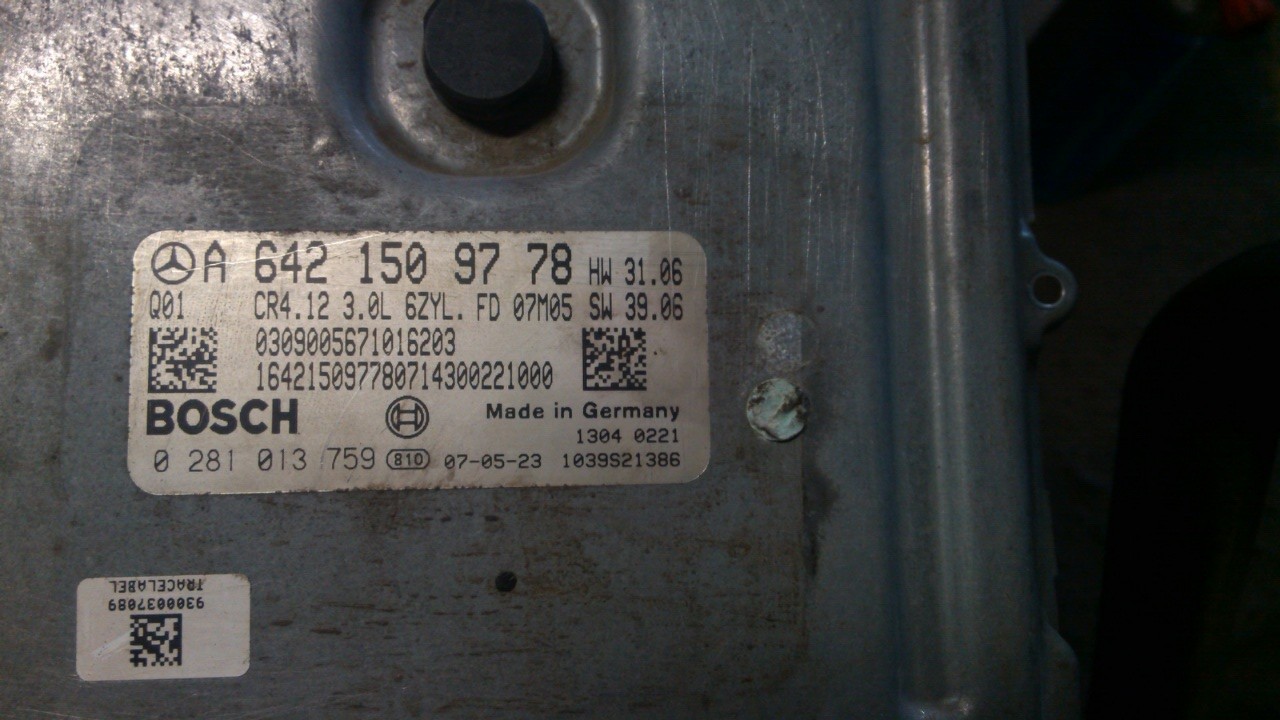 A 642 150 97 78 HW 31.06
Q01 CR4.12 3.0L 6ZYL. FD 07M05 SW 39.06
0309005671016203
164215097780714300221000
BOSCH Made in Germany
1304 0221
0 281 013 759 810 07-05-23 1039S21386
TRACELABEL
9300037089